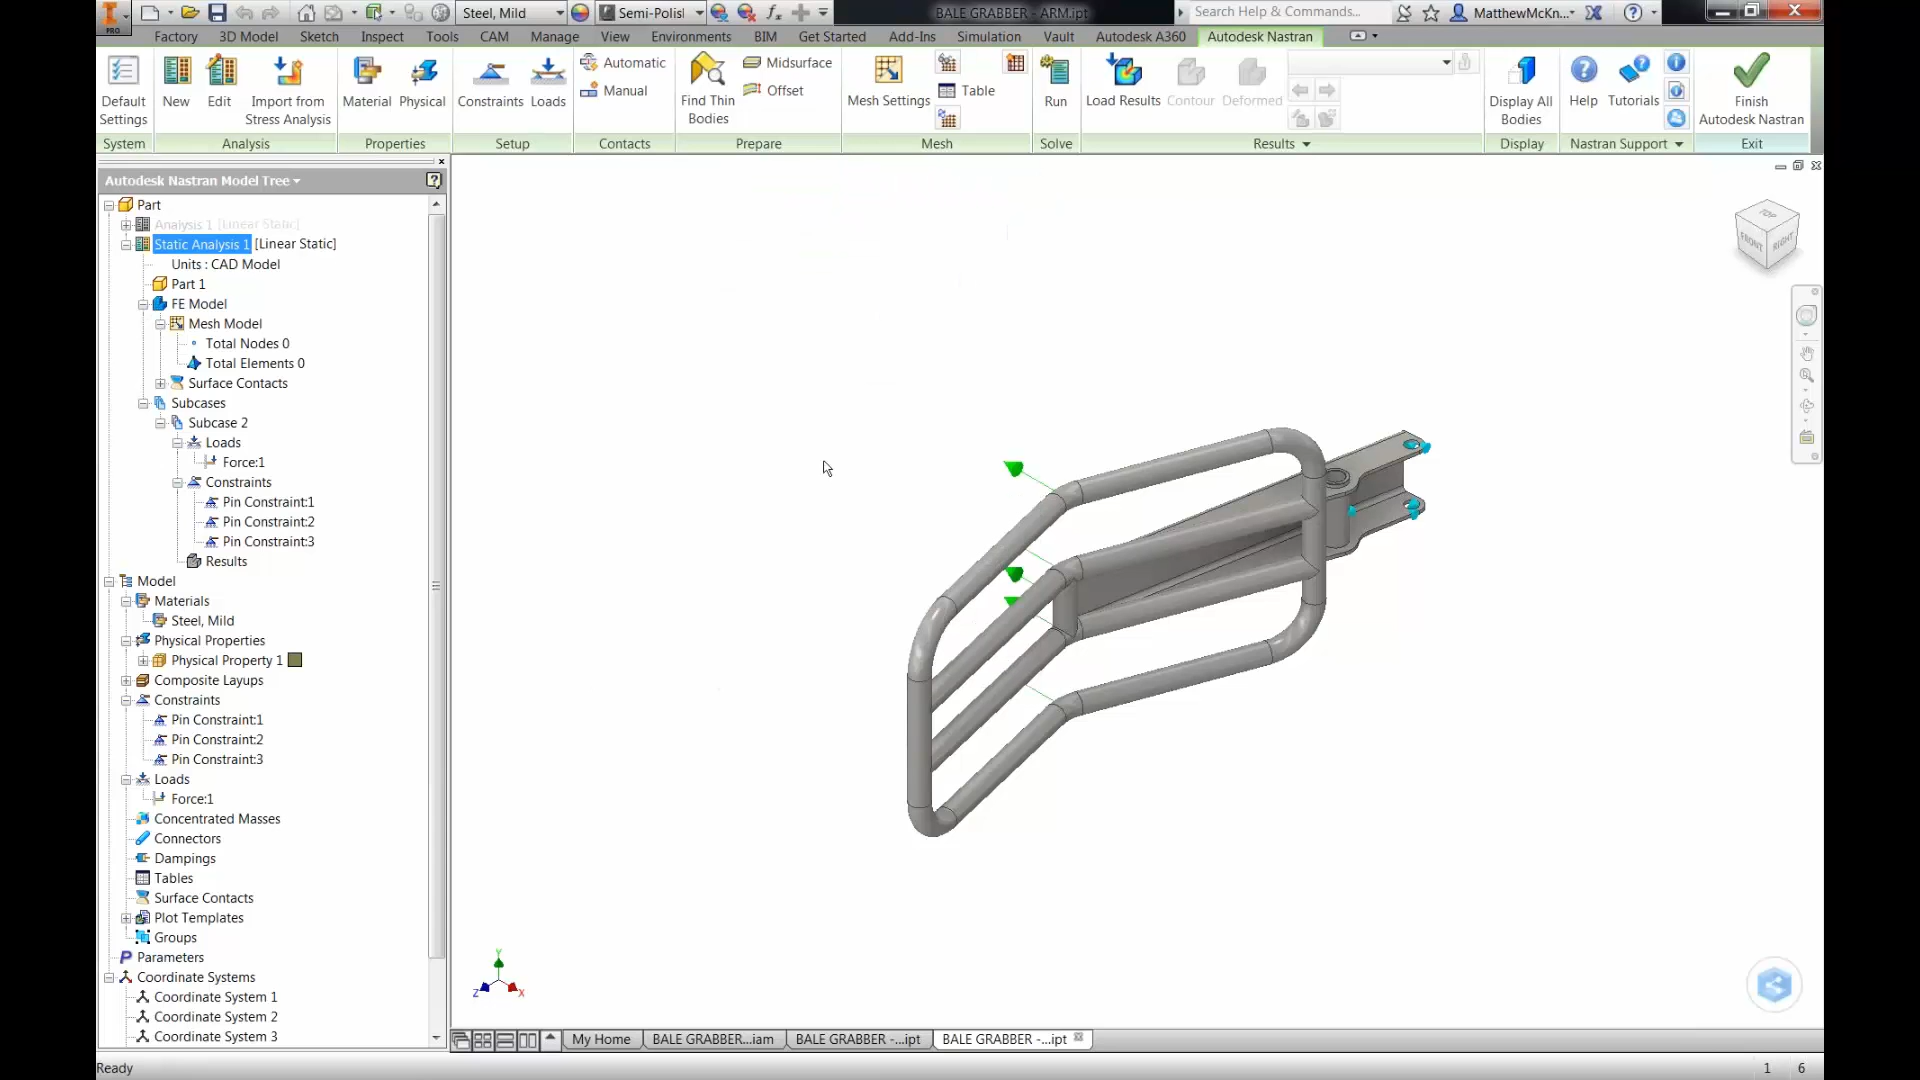 PRO
Steel, Mild
Semi-Polisl
fx
BALE GRABBER - ARM.ipt
Search Help & Commands...
MatthewMcKn...
Factory 3D Model Sketch Inspect Tools CAM Manage View Environments BIM Get Started Add-Ins Simulation Vault Autodesk A360 Autodesk Nastran
Default Settings
New
Edit
Import from Stress Analysis
Material
Physical
Constraints
Loads
Automatic
Manual
Find Thin Bodies
Midsurface
Offset
Mesh Settings
Table
Run
Load Results
Contour
Deformed
Display All Bodies
Help
Tutorials
Finish Autodesk Nastran
System Analysis Properties Setup Contacts Prepare Mesh Solve Results Display Nastran Support Exit
Autodesk Nastran Model Tree
Part
Analysis 1 [Linear Static]
Static Analysis 1 [Linear Static]
Units : CAD Model
Part 1
FE Model
Mesh Model
Total Nodes 0
Total Elements 0
Surface Contacts
Subcases
Subcase 2
Loads
Force:1
Constraints
Pin Constraint:1
Pin Constraint:2
Pin Constraint:3
Results
Model
Materials
Steel, Mild
Physical Properties
Physical Property 1
Composite Layups
Constraints
Pin Constraint:1
Pin Constraint:2
Pin Constraint:3
Loads
Force:1
Concentrated Masses
Connectors
Dampings
Tables
Surface Contacts
Plot Templates
Groups
Parameters
Coordinate Systems
Coordinate System 1
Coordinate System 2
Coordinate System 3
TOP
FRONT
RIGHT
Y
Z
X
My Home
BALE GRABBER...iam
BALE GRABBER -...ipt
BALE GRABBER -...ipt
Ready
1 6